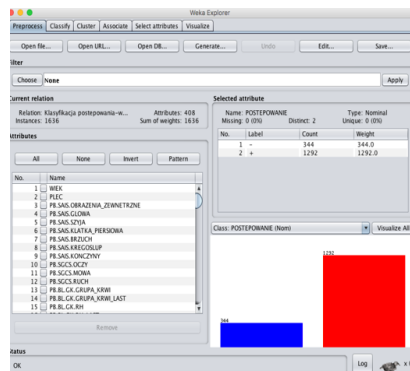 Weka Explorer
Preprocess Classify Cluster Associate Select attributes Visualize
Open file... Open URL... Open DB... Generate... Undo Edit... Save...
Filter
Choose None Apply
Current relation
Relation: Klasyfikacja postepowania-w... Attributes: 408
Instances: 1636 Sum of weights: 1636
Selected attribute
Name: POSTEPOWANIE Type: Nominal
Missing: 0 (0%) Distinct: 2 Unique: 0 (0%)
No. Label Count Weight
1 - 344 344.0
2 + 1292 1292.0
Attributes
All None Invert Pattern
No. Name
1 WIEK
2 PLEC
3 PB.SAIS.OBRAZENIA_ZEWNETRZNE
4 PB.SAIS.GLOWA
5 PB.SAIS.SZYJA
6 PB.SAIS.KLATKA_PIERSIOWA
7 PB.SAIS.BRZUCH
8 PB.SAIS.KREGOSLUP
9 PB.SAIS.KONCZYNY
10 PB.SGCS.OCZY
11 PB.SGCS.MOWA
12 PB.SGCS.RUCH
13 PB.BL.GK.GRUPA_KRWI
14 PB.BL.GK.GRUPA_KRWI_LAST
15 PB.BL.GK.RH
Remove
Class: POSTEPOWANIE (Nom) Visualize All
1292
344
Status
OK
Log